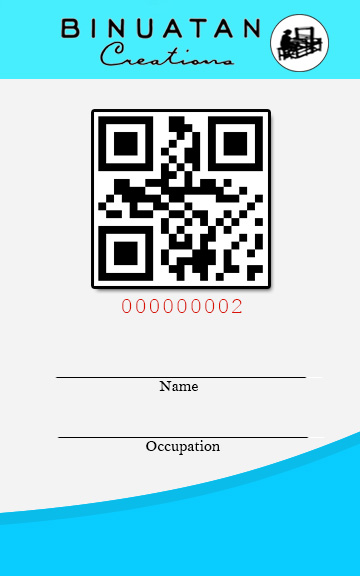 BINUATAN
Creations
000000002
Name
Occupation